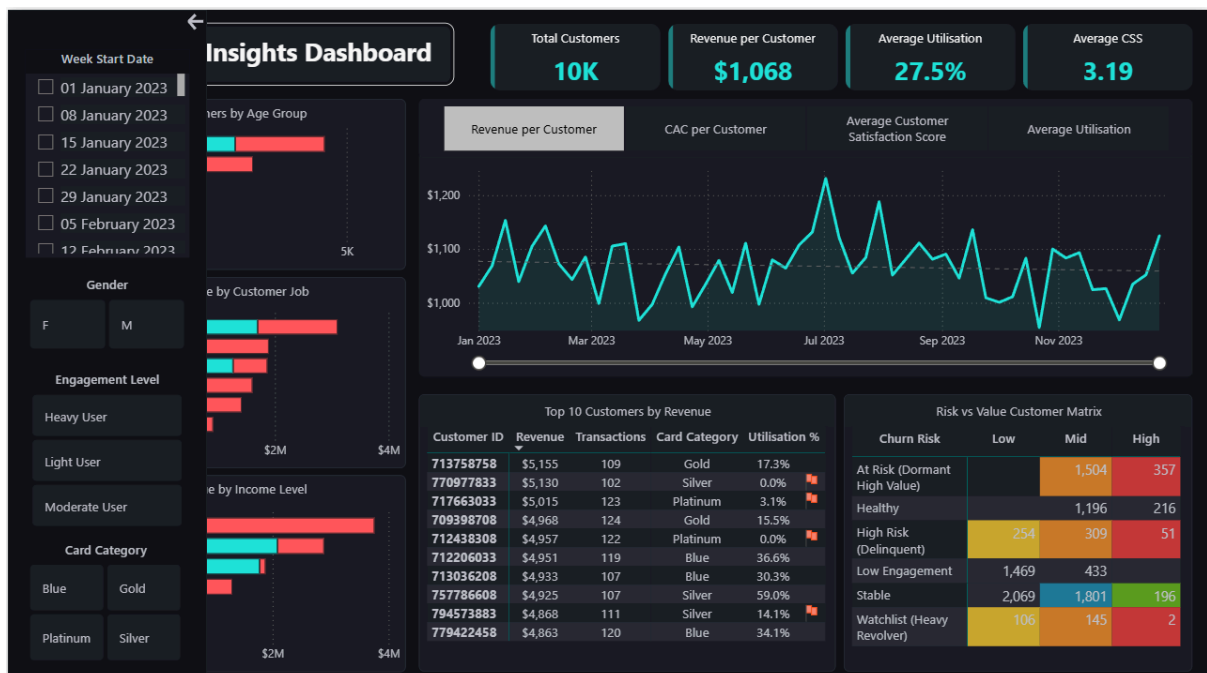 Week Start Date
01 January 2023
08 January 2023
15 January 2023
22 January 2023
29 January 2023
05 February 2023
12 February 2023
Gender
F M
Engagement Level
Heavy User
Light User
Moderate User
Card Category
Blue Gold
Platinum Silver
Insights Dashboard
Total Customers
10K
Revenue per Customer
$1,068
Average Utilisation
27.5%
Average CSS
3.19
by Age Group
5K
by Customer Job
$2M $4M
by Income Level
$2M $4M
Revenue per Customer
CAC per Customer
Average Customer
Satisfaction Score
Average Utilisation
$1,200
$1,100
$1,000
Jan 2023 Mar 2023 May 2023 Jul 2023 Sep 2023 Nov 2023
Top 10 Customers by Revenue
Customer ID Revenue Transactions Card Category Utilisation %
713758758 $5,155 109 Gold 17.3%
770977833 $5,130 102 Silver 0.0%
717663033 $5,015 123 Platinum 3.1%
709398708 $4,968 124 Gold 15.5%
712438308 $4,957 122 Platinum 0.0%
712206033 $4,951 119 Blue 36.6%
713036208 $4,933 107 Blue 30.3%
757786608 $4,925 107 Silver 59.0%
794573883 $4,868 111 Silver 14.1%
779422458 $4,863 120 Blue 34.1%
Risk vs Value Customer Matrix
Churn Risk Low Mid High
At Risk (Dormant
High Value) 1,504 357
Healthy 1,196 216
High Risk
(Delinquent) 254 309 51
Low Engagement 1,469 433
Stable 2,069 1,801 196
Watchlist (Heavy
Revolver) 106 145 2